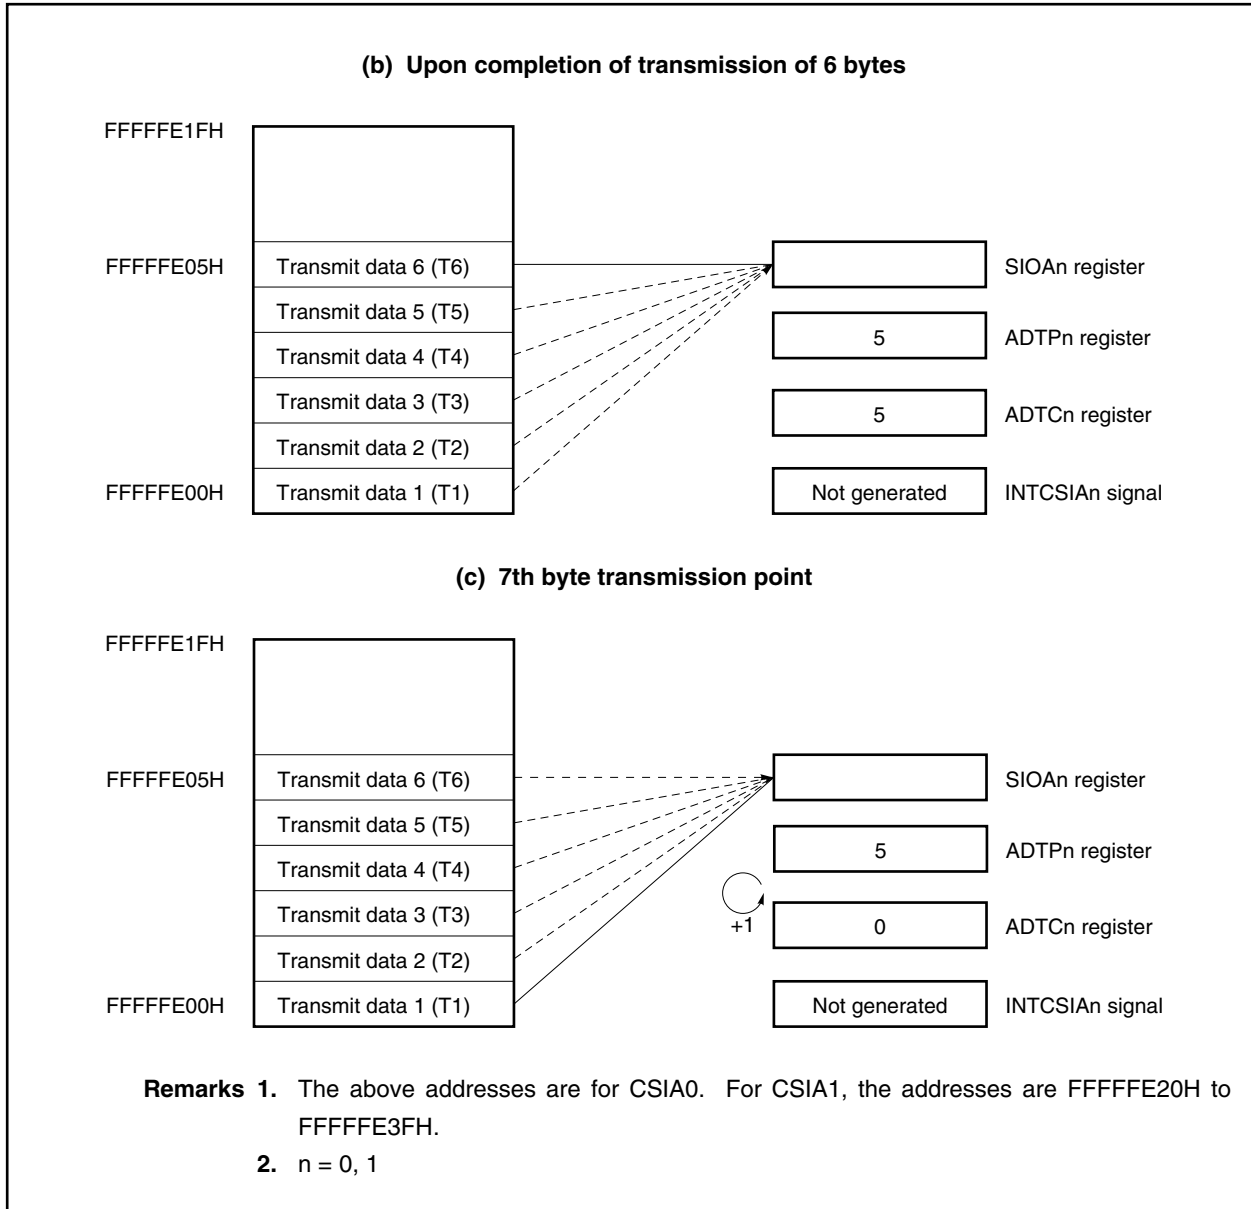 (b) Upon completion of transmission of 6 bytes
FFFFFE1FH
FFFFFE05H Transmit data 6 (T6) SIOAn register
Transmit data 5 (T5)
5 ADTPn register
Transmit data 4 (T4)
Transmit data 3 (T3)
5 ADTCn register
Transmit data 2 (T2)
FFFFFE00H Transmit data 1 (T1) Not generated INTCSIAn signal
(c) 7th byte transmission point
FFFFFE1FH
FFFFFE05H Transmit data 6 (T6) SIOAn register
Transmit data 5 (T5)
5 ADTPn register
Transmit data 4 (T4)
Transmit data 3 (T3)
+1 0 ADTCn register
Transmit data 2 (T2)
FFFFFE00H Transmit data 1 (T1) Not generated INTCSIAn signal
Remarks 1. The above addresses are for CSIA0. For CSIA1, the addresses are FFFFFE20H to
FFFFFE3FH.
2. n = 0, 1